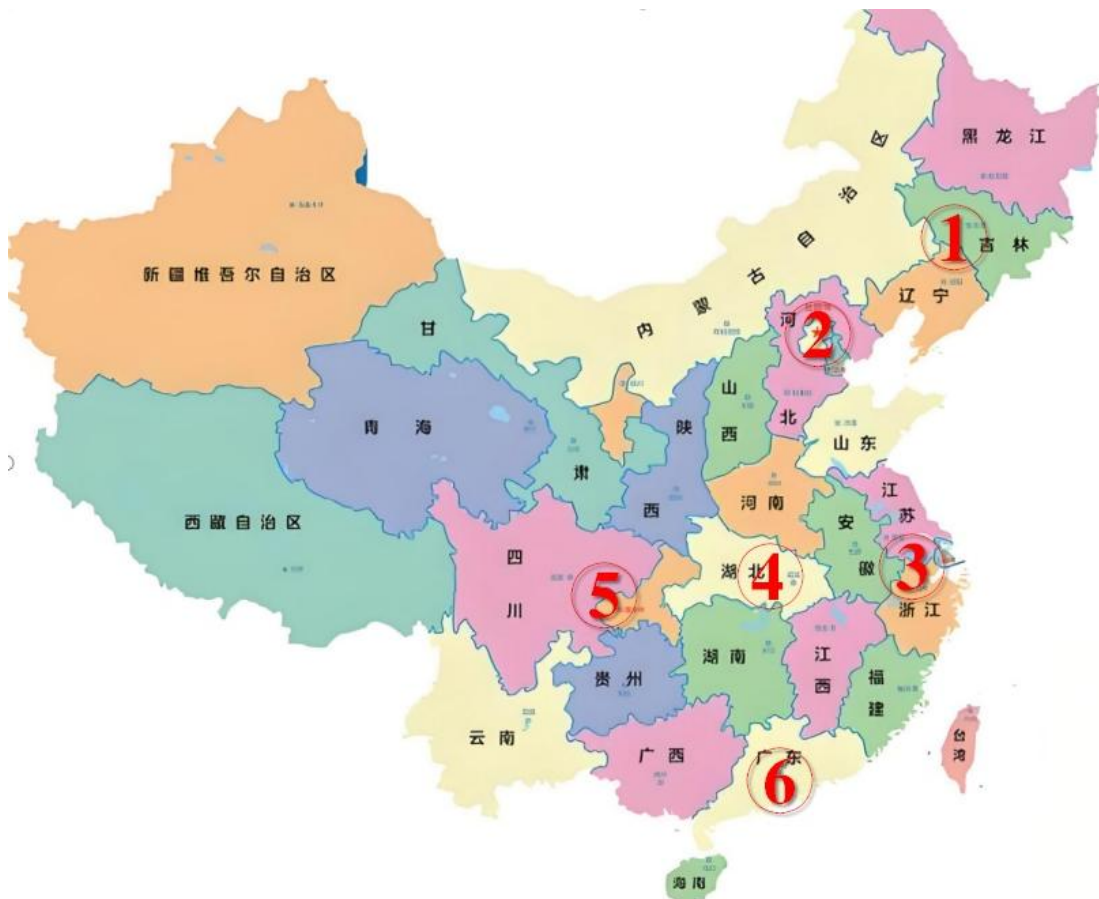 黑龙江
吉林
辽宁
内蒙古自治区
新疆维吾尔自治区
甘肃
青海
西藏自治区
河北
山西
陕西
山东
河南
江苏
安徽
四川
湖北
浙江
湖南
江西
贵州
福建
云南
广西
广东
台湾
海南
1
2
3
4
5
6